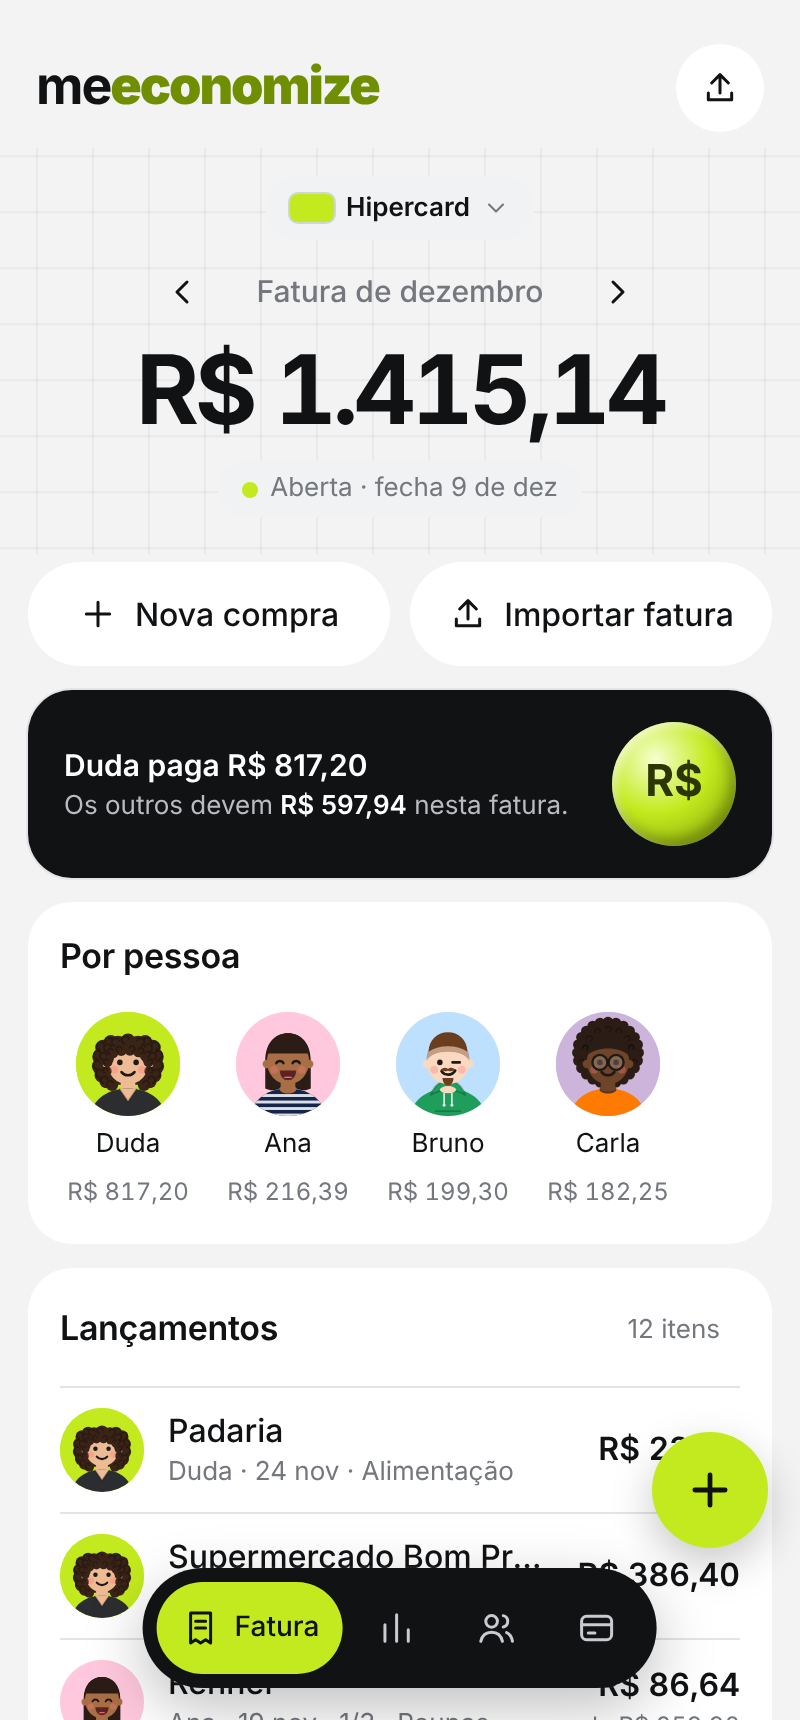 meeconomize
Hipercard
Fatura de dezembro
R$ 1.415,14
Aberta · fecha 9 de dez
Nova compra
Importar fatura
Duda paga R$ 817,20
Os outros devem R$ 597,94 nesta fatura.
R$
Por pessoa
Duda
Ana
Bruno
Carla
R$ 817,20
R$ 216,39
R$ 199,30
R$ 182,25
Lançamentos
12 itens
Padaria
R$
Duda · 24 nov · Alimentação
Supermercado Bom Pr...
R$ 386,40
Fatura
Renner
R$ 86,64